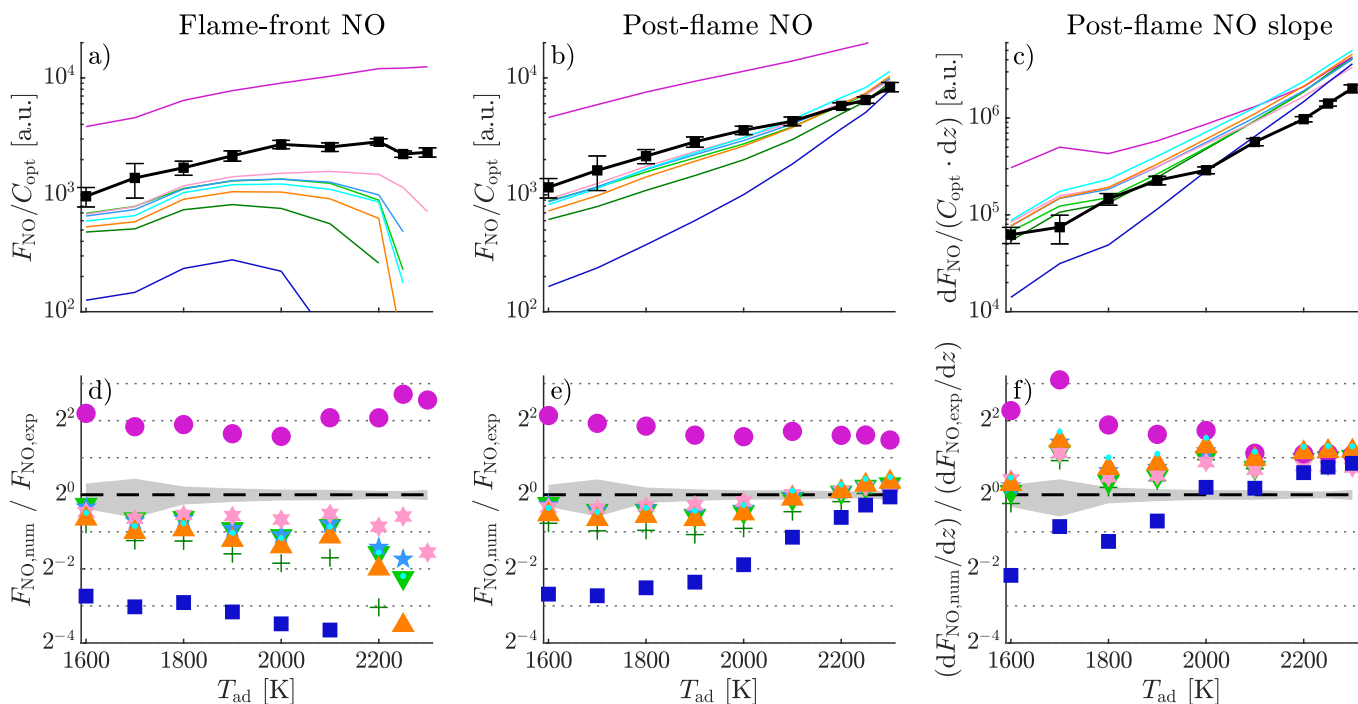 Flame-front NO
Post-flame NO
Post-flame NO slope
a)
b)
c)
10^4
10^3
10^2
F_NO/C_opt [a.u.]
10^4
10^3
10^2
F_NO/C_opt [a.u.]
10^6
10^5
10^4
dF_NO/(C_opt · dz) [a.u.]
d)
e)
f)
2^2
2^0
2^-2
2^-4
F_NO,num / F_NO,exp
1600 1800 2000 2200
T_ad [K]
2^2
2^0
2^-2
2^-4
F_NO,num / F_NO,exp
1600 1800 2000 2200
T_ad [K]
2^2
2^0
2^-2
2^-4
(dF_NO,num/dz) / (dF_NO,exp/dz)
1600 1800 2000 2200
T_ad [K]